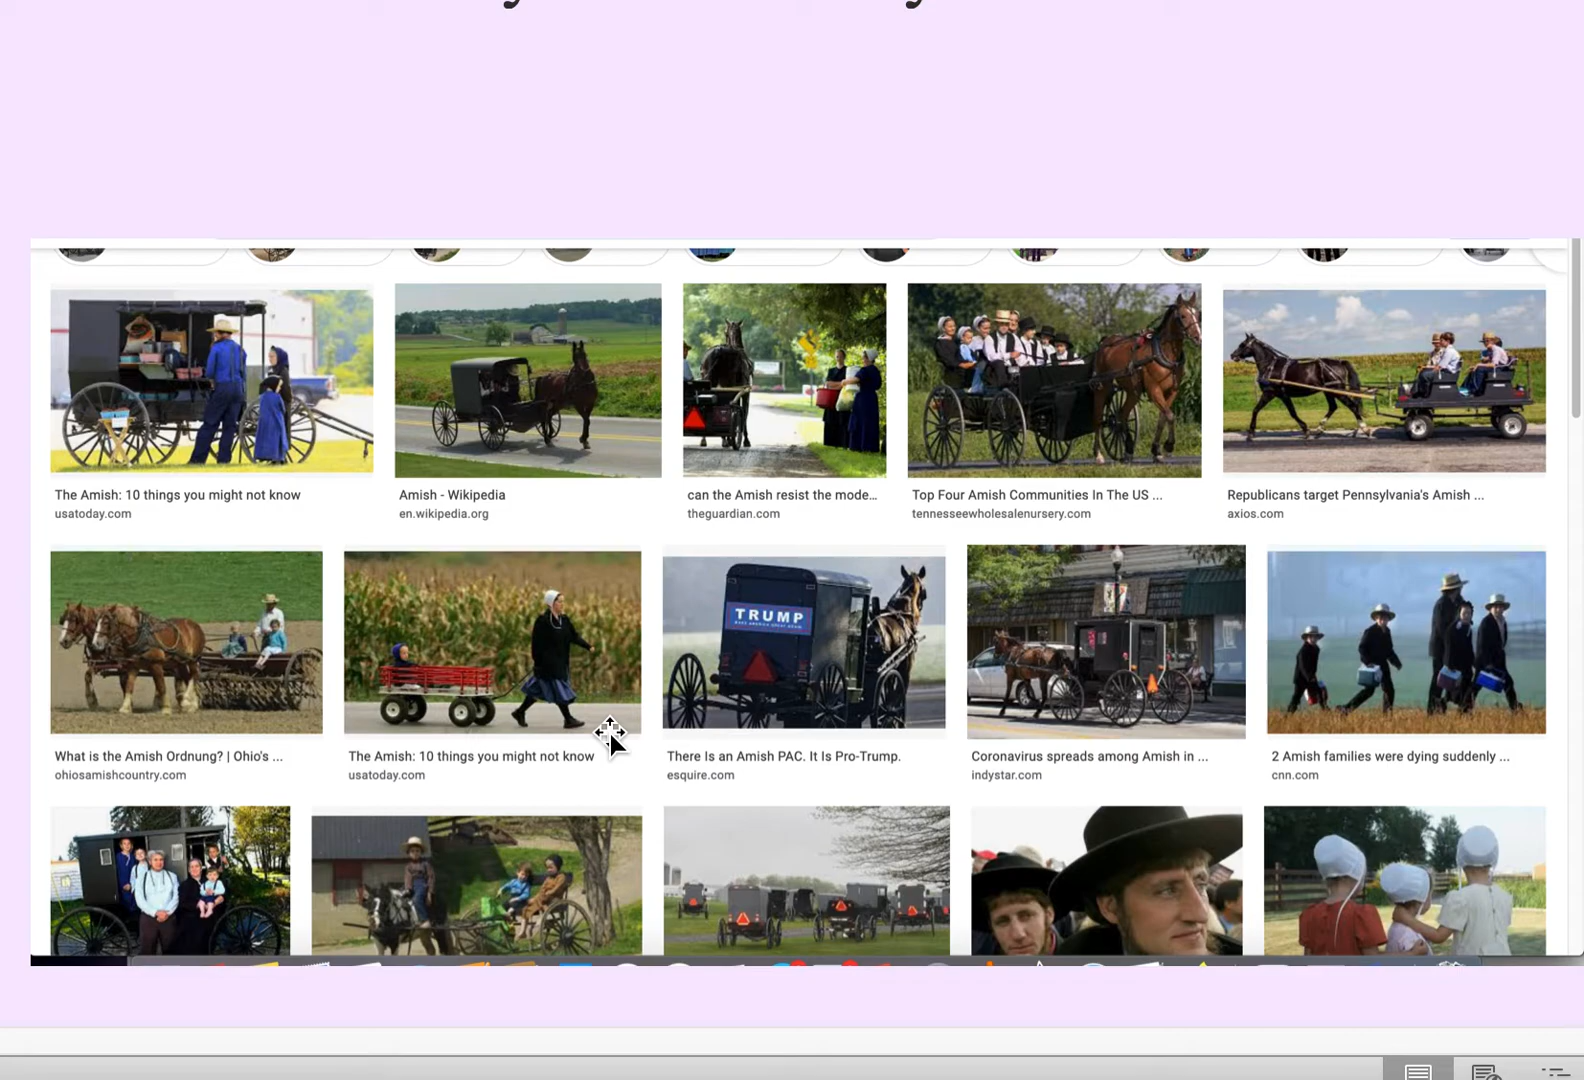 The Amish: 10 things you might not know
usatoday.com
Amish - Wikipedia
en.wikipedia.org
can the Amish resist the mode...
theguardian.com
Top Four Amish Communities In The US ...
tennesseewholesalenursery.com
Republicans target Pennsylvania's Amish ...
axios.com
TRUMP
What is the Amish Ordnung? | Ohio's ...
ohiosamishcountry.com
The Amish: 10 things you might not know
usatoday.com
There Is an Amish PAC. It Is Pro-Trump.
esquire.com
Coronavirus spreads among Amish in ...
indystar.com
2 Amish families were dying suddenly ...
cnn.com